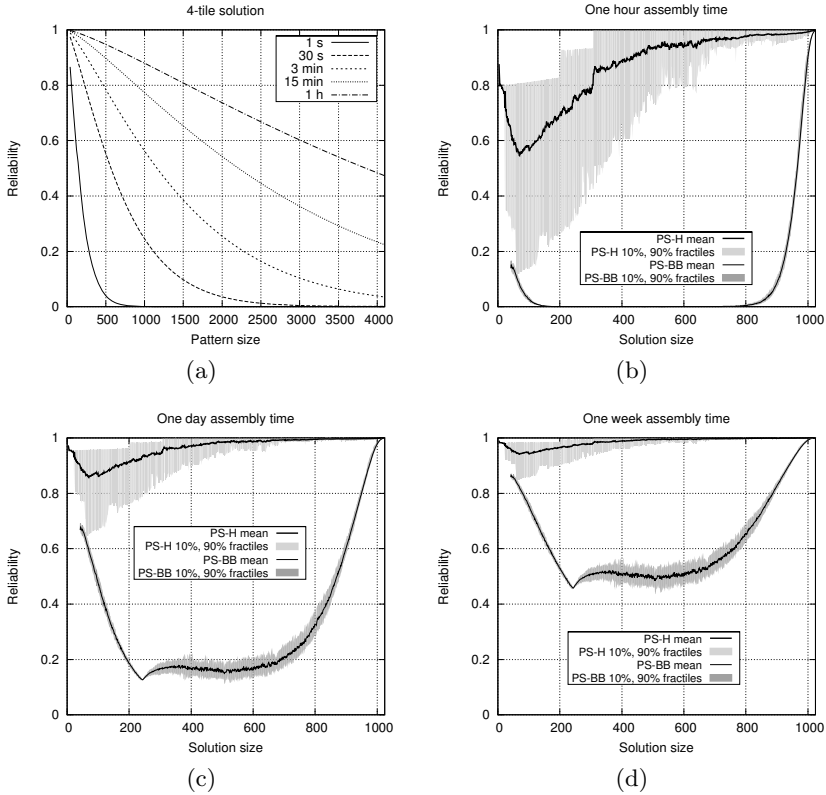 4-tile solution
1
0.8
0.6
0.4
0.2
0
Reliability
0 500 1000 1500 2000 2500 3000 3500 4000
Pattern size
1 s
30 s
3 min
15 min
1 h
(a)
One hour assembly time
1
0.8
0.6
0.4
0.2
0
Reliability
0 200 400 600 800 1000
Solution size
PS-H mean
PS-H 10%, 90% fractiles
PS-BB mean
PS-BB 10%, 90% fractiles
(b)
One day assembly time
1
0.8
0.6
0.4
0.2
0
Reliability
0 200 400 600 800 1000
Solution size
PS-H mean
PS-H 10%, 90% fractiles
PS-BB mean
PS-BB 10%, 90% fractiles
(c)
One week assembly time
1
0.8
0.6
0.4
0.2
0
Reliability
0 200 400 600 800 1000
Solution size
PS-H mean
PS-H 10%, 90% fractiles
PS-BB mean
PS-BB 10%, 90% fractiles
(d)